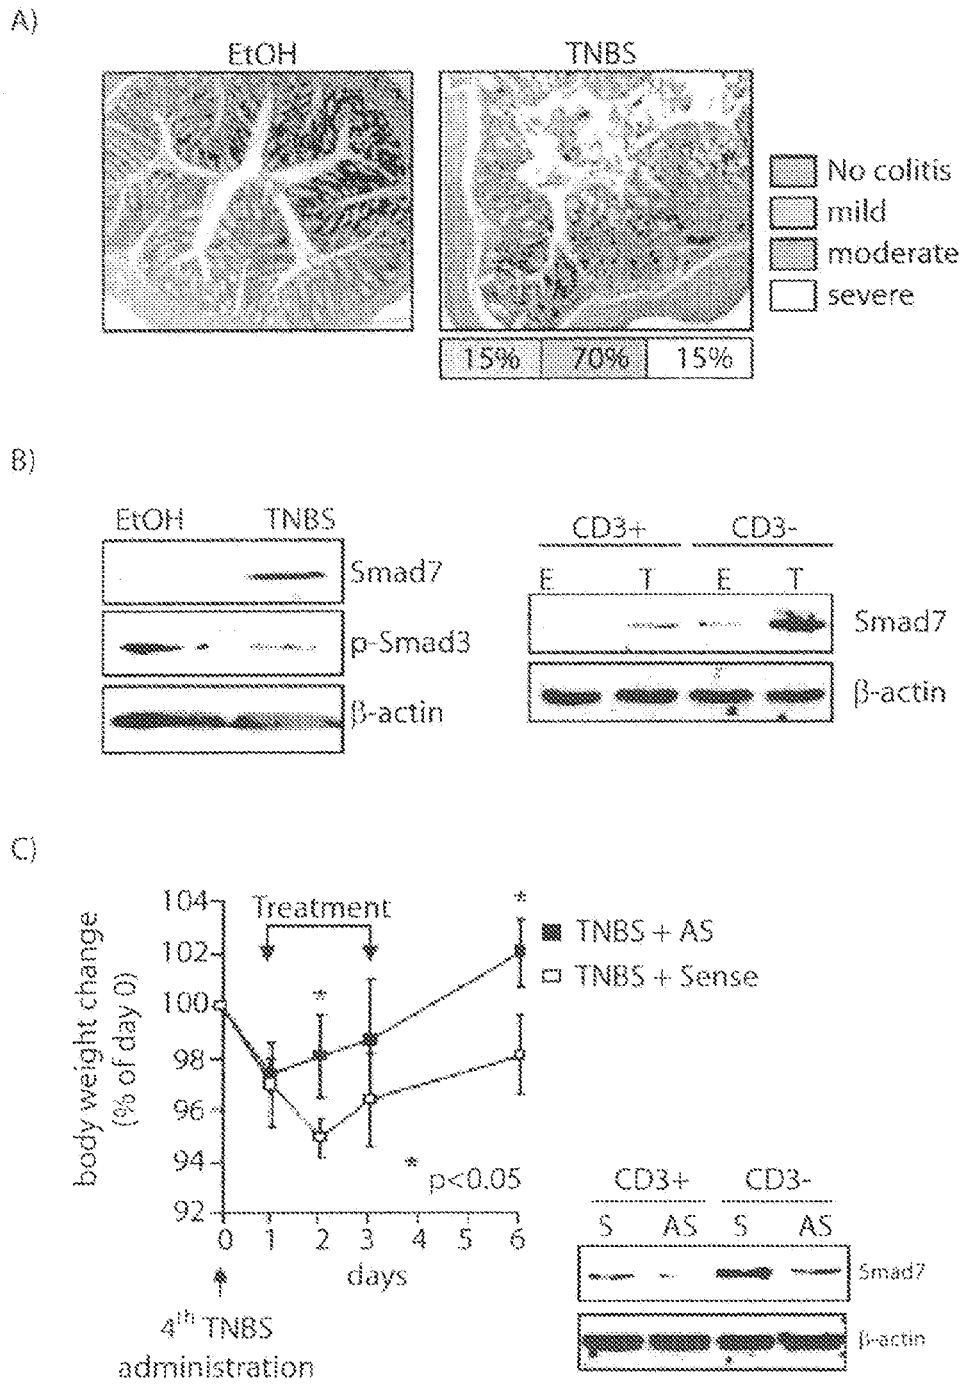 A)
EtOH
TNBS
No colitis
mild
moderate
severe
15% 70% 15%
B)
EtOH TNBS
Smad7
p-Smad3
β-actin
CD3+ CD3-
E T E T
Smad7
β-actin
C)
body weight change
(% of day 0)
104
102
100
98
96
94
92
Treatment
*
*
TNBS + AS
TNBS + Sense
* p<0.05
0 1 2 3 4 5 6
days
4th TNBS
administration
CD3+ CD3-
S AS S AS
Smad7
β-actin